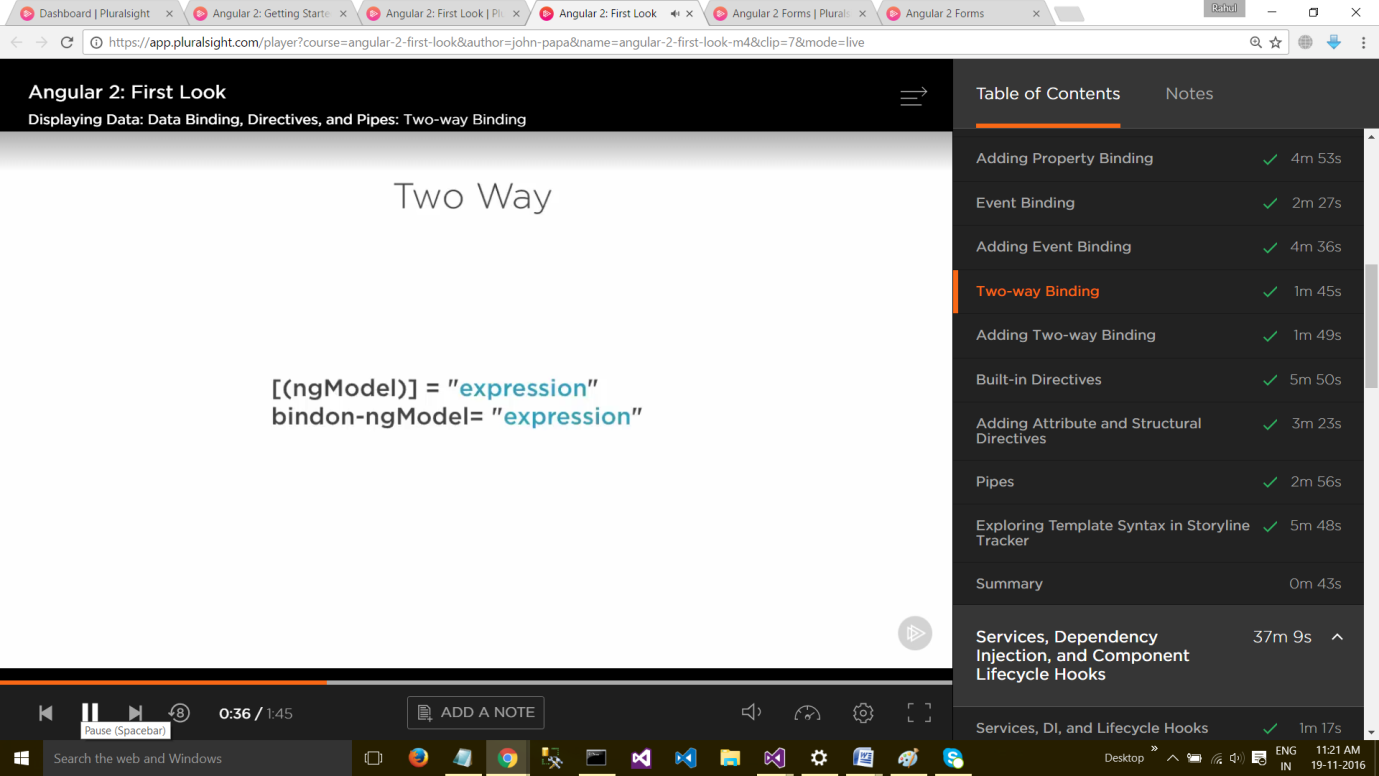 Dashboard | Pluralsight
Angular 2: Getting Starte
Angular 2: First Look | Pl
Angular 2: First Look
Angular 2 Forms | Plurals
Angular 2 Forms
Rahul
https://app.pluralsight.com/player?course=angular-2-first-look&author=john-papa&name=angular-2-first-look-m4&clip=7&mode=live
Angular 2: First Look
Displaying Data: Data Binding, Directives, and Pipes: Two-way Binding
Two Way
[(ngModel)] = "expression"
bindon-ngModel= "expression"
8
0:36 / 1:45
ADD A NOTE
Pause (Spacebar)
Table of Contents
Notes
Adding Property Binding 4m 53s
Event Binding 2m 27s
Adding Event Binding 4m 36s
Two-way Binding 1m 45s
Adding Two-way Binding 1m 49s
Built-in Directives 5m 50s
Adding Attribute and Structural 3m 23s
Directives
Pipes 2m 56s
Exploring Template Syntax in Storyline 5m 48s
Tracker
Summary 0m 43s
Services, Dependency 37m 9s
Injection, and Component
Lifecycle Hooks
Services, DI, and Lifecycle Hooks 1m 17s
Search the web and Windows
Desktop
ENG
IN
11:21 AM
19-11-2016